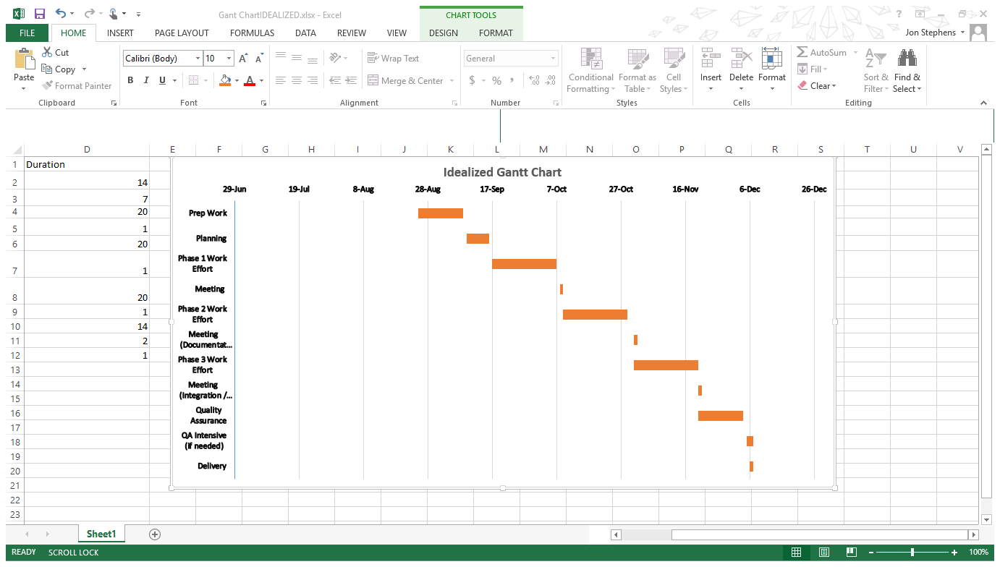 Gant ChartIDEALIZED.xlsx - Excel
CHART TOOLS
?
FILE HOME INSERT PAGE LAYOUT FORMULAS DATA REVIEW VIEW DESIGN FORMAT
Jon Stephens
Paste
Cut
Copy
Format Painter
Clipboard
Calibri (Body) 10 A A
B I U A
Font
Wrap Text
Merge & Center
Alignment
General
$ % ,
.00 .00
Number
Conditional Formatting
Format as Table
Cell Styles
Styles
Insert
Delete
Format
Cells
AutoSum
Fill
Clear
Sort & Filter
Find & Select
Editing
D E F G H I J K L M N O P Q R S T U V
1 Duration
2 14
3 7
4 20
5 1
6 20
7 1
8 20
9 1
10 14
11 2
12 1
13
14
15
16
17
18
19
20
21
22
23
Idealized Gantt Chart
29-Jun 19-Jul 8-Aug 28-Aug 17-Sep 7-Oct 27-Oct 16-Nov 6-Dec 26-Dec
Prep Work
Planning
Phase 1 Work
Effort
Meeting
Phase 2 Work
Effort
Meeting
(Documentat...
Phase 3 Work
Effort
Meeting
(Integration /...
Quality
Assurance
QA Intensive
(if needed)
Delivery
Sheet1
READY SCROLL LOCK
100%